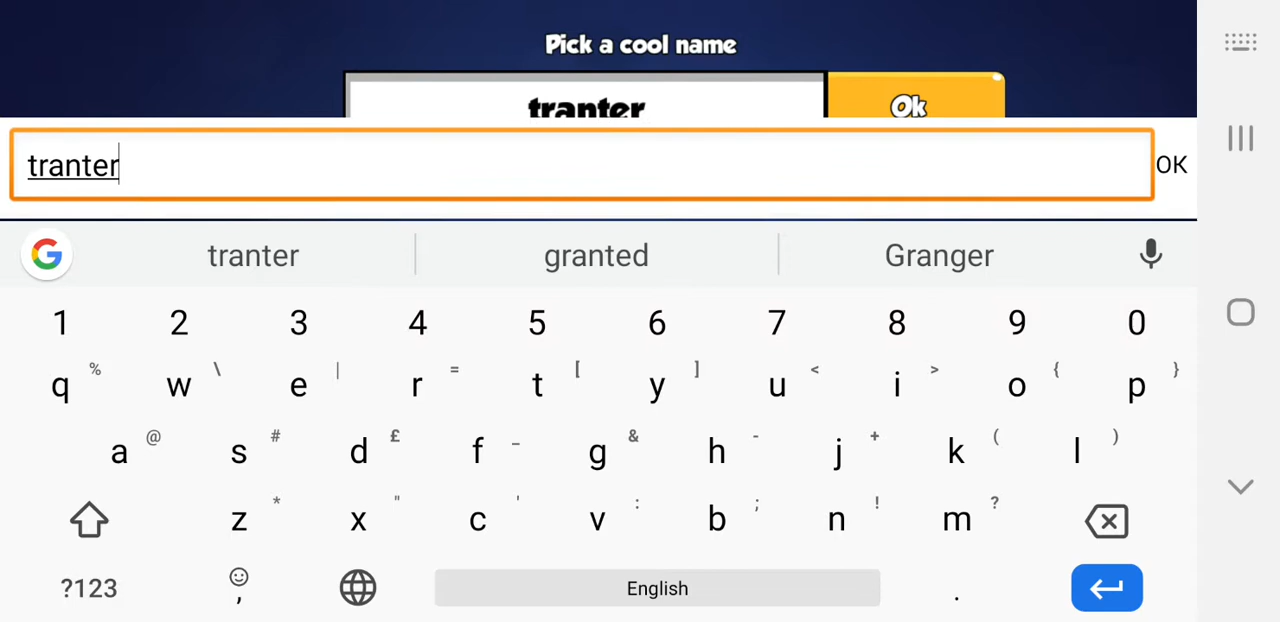 Pick a cool name
tranter Ok
tranter OK
tranter granted Granger
1 2 3 4 5 6 7 8 9 0
q % w \ e | r = t [ y ] u < i > o { p }
a @ s # d £ f _ g & h - j + k ( l )
z * x " c ' v : b ; n ! m ?
?123 , English .